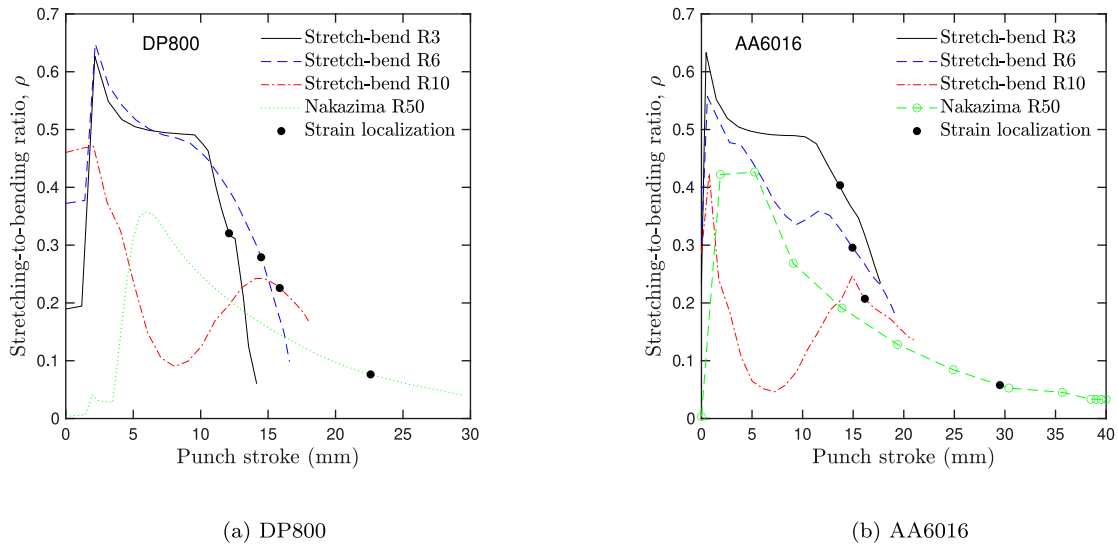 DP800
Stretch-bend R3
Stretch-bend R6
Stretch-bend R10
Nakazima R50
Strain localization
Stretching-to-bending ratio, ρ
0.7
0.6
0.5
0.4
0.3
0.2
0.1
0
0 5 10 15 20 25 30
Punch stroke (mm)
(a) DP800
AA6016
Stretch-bend R3
Stretch-bend R6
Stretch-bend R10
Nakazima R50
Strain localization
Stretching-to-bending ratio, ρ
0.7
0.6
0.5
0.4
0.3
0.2
0.1
0
0 5 10 15 20 25 30 35 40
Punch stroke (mm)
(b) AA6016